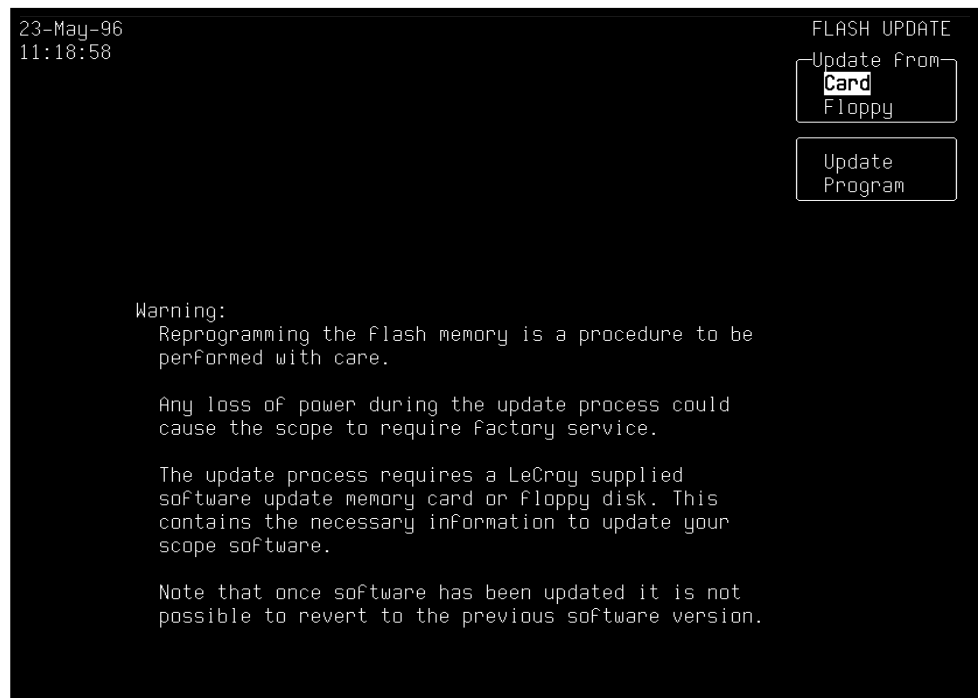 23-May-96
11:18:58
FLASH UPDATE
Update from
Card
Floppy
Update
Program
Warning:
Reprogramming the flash memory is a procedure to be
performed with care.
Any loss of power during the update process could
cause the scope to require factory service.
The update process requires a LeCroy supplied
software update memory card or floppy disk. This
contains the necessary information to update your
scope software.
Note that once software has been updated it is not
possible to revert to the previous software version.